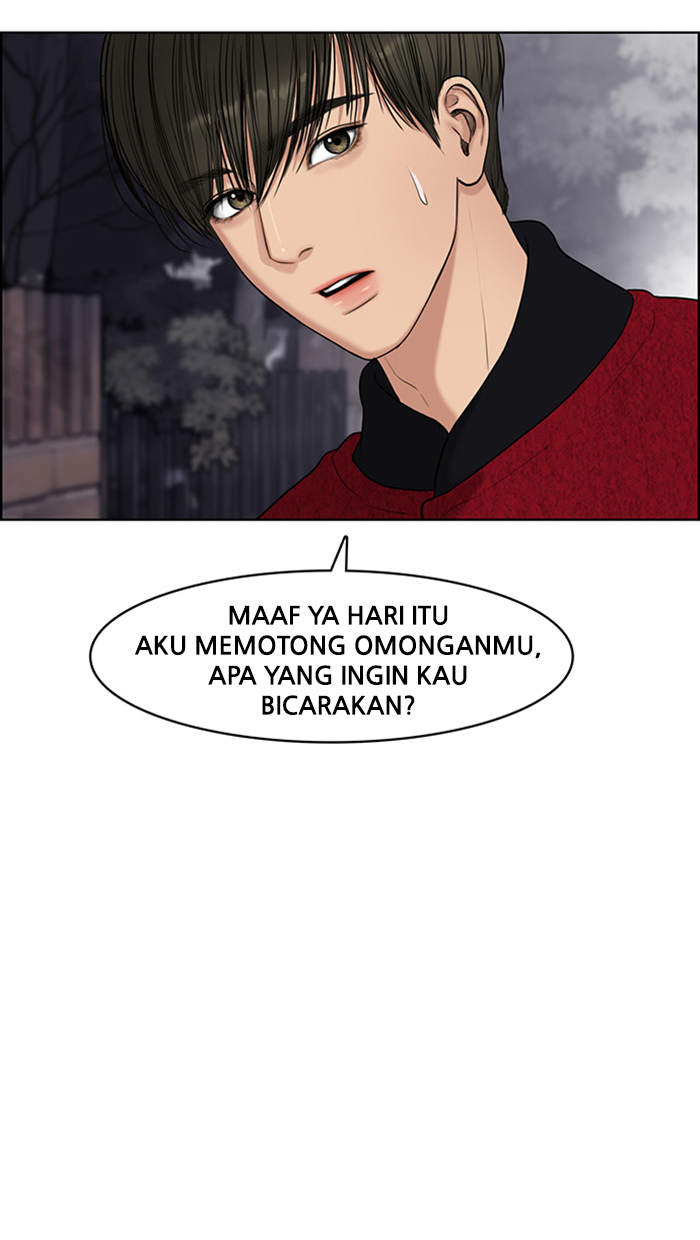 MAAF YA HARI ITU
AKU MEMOTONG OMONGANMU,
APA YANG INGIN KAU
BICARAKAN?